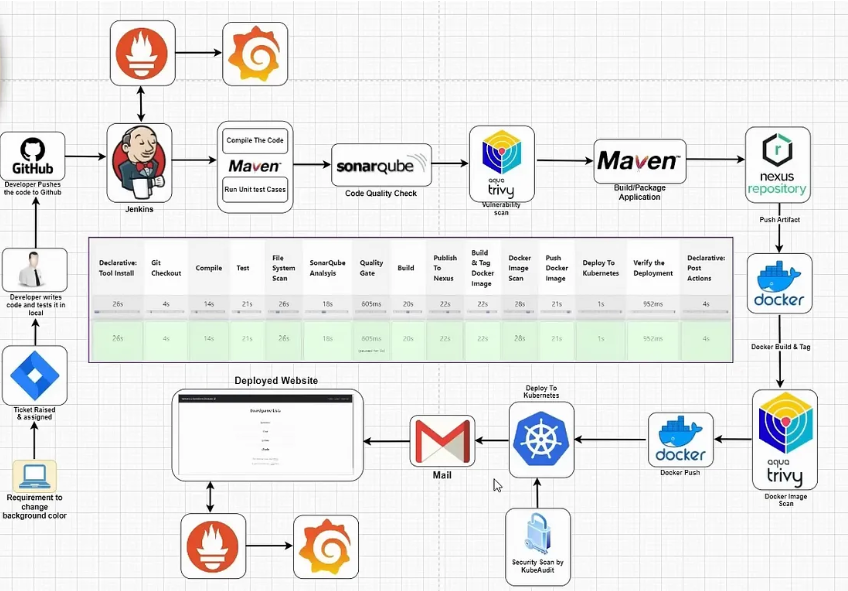 GitHub
Developer Pushes
the code to Github
Jenkins
Compile The Code
Maven
Run Unit test Cases
sonarqube
Code Quality Check
aqua
trivy
Vulnerability
scan
Maven
Build/Package
Application
nexus
repository
Push Artifact
Developer writes
code and tests it in
local
Declarative:
Tool Install
Git
Checkout
Compile
Test
File
System
Scan
SonarQube
Analsyis
Quality
Gate
Build
Publish
To
Nexus
Build
& Tag
Docker
Image
Docker
Image
Scan
Push
Docker
Image
Deploy To
Kubernetes
Verify the
Deployment
Declarative:
Post
Actions
26s 4s 14s 21s 26s 18s 605ms 20s 22s 22s 28s 21s 1s 952ms 4s
26s 4s 14s 21s 26s 18s 605ms 20s 22s 22s 28s 21s 1s 952ms 4s
docker
Docker Build & Tag
Ticket Raised
& assigned
Requirement to
change
background color
Deployed Website
Mail
Deploy To
Kubernetes
docker
Docker Push
aqua
trivy
Docker Image
Scan
Security Scan by
KubeAudit